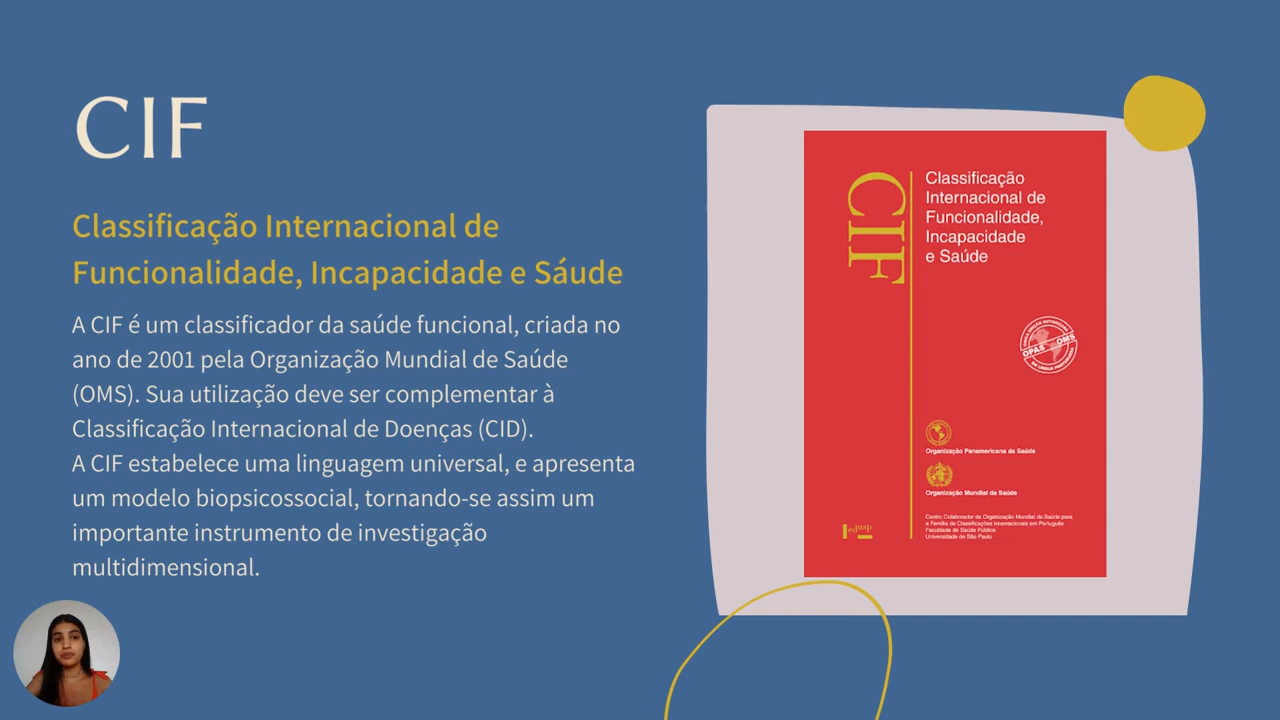 CIF
Classificação Internacional de
Funcionalidade, Incapacidade e Sáude
A CIF é um classificador da saúde funcional, criada no
ano de 2001 pela Organização Mundial de Saúde
(OMS). Sua utilização deve ser complementar à
Classificação Internacional de Doenças (CID).
A CIF estabelece uma linguagem universal, e apresenta
um modelo biopsicossocial, tornando-se assim um
importante instrumento de investigação
multidimensional.
CIF
Classificação
Internacional de
Funcionalidade,
Incapacidade
e Saúde
OPAS OMS
Organização Panamericana da Saúde
Organização Mundial da Saúde
Centro Colaborador da Organização Mundial da Saúde para
a Família de Classificações Internacionais em Português
Faculdade de Saúde Pública
Universidade de São Paulo
edusp